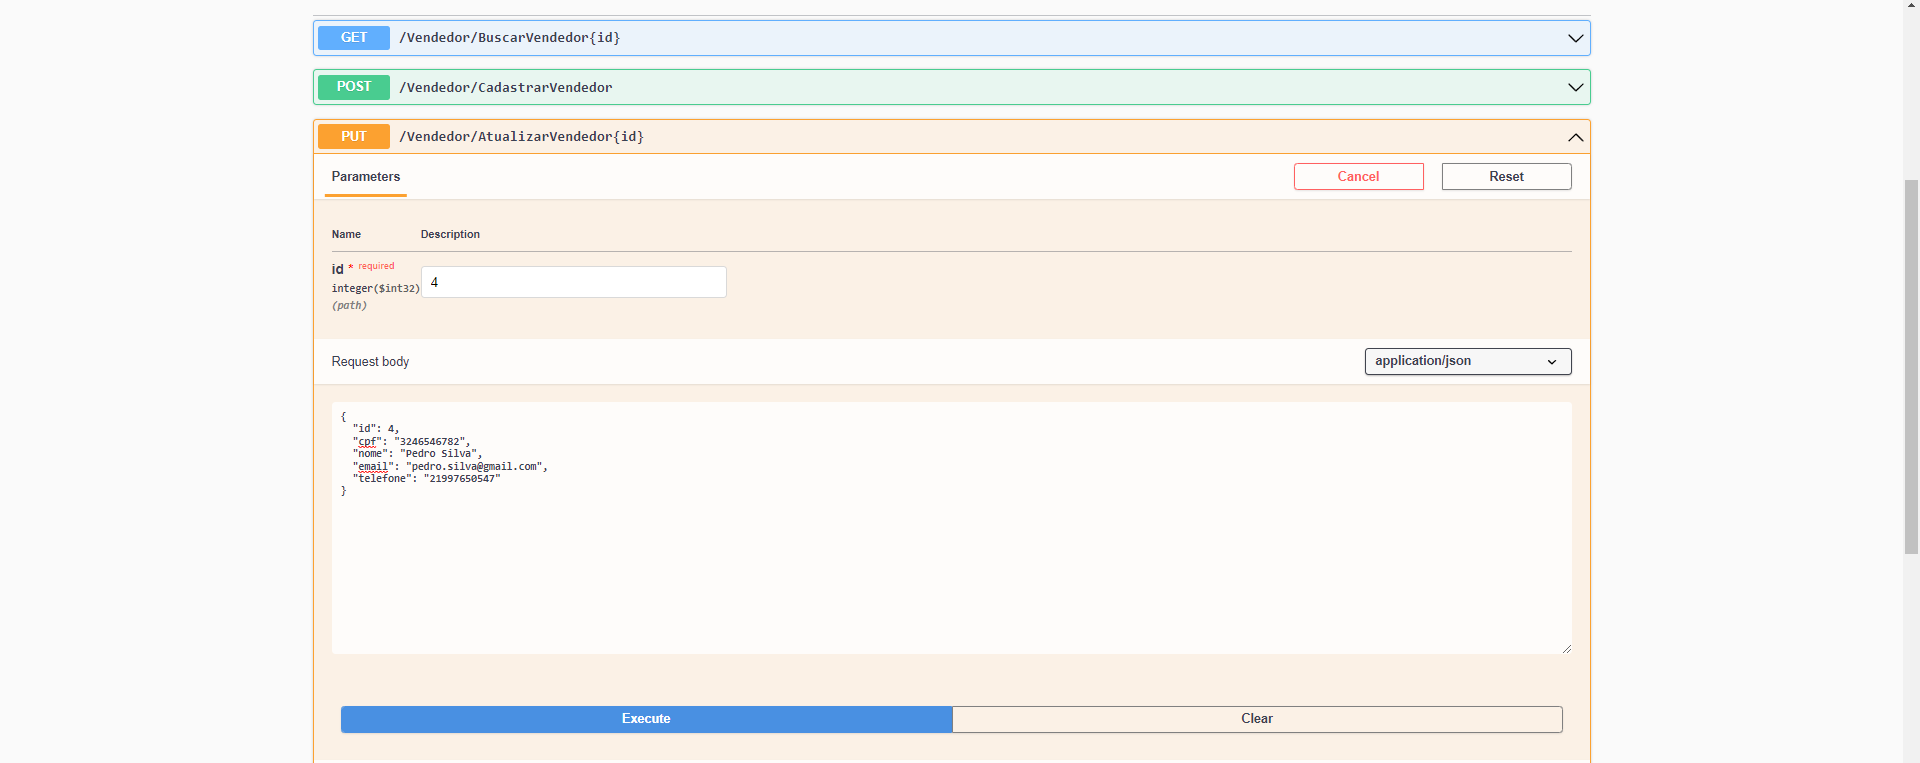 GET /Vendedor/BuscarVendedor{id}
POST /Vendedor/CadastrarVendedor
PUT /Vendedor/AtualizarVendedor{id}
Parameters Cancel Reset
Name Description
id * required
integer($int32)
(path)
4
Request body application/json
{
  "id": 4,
  "cpf": "3246546782",
  "nome": "Pedro Silva",
  "email": "pedro.silva@gmail.com",
  "telefone": "21997650547"
}
Execute Clear